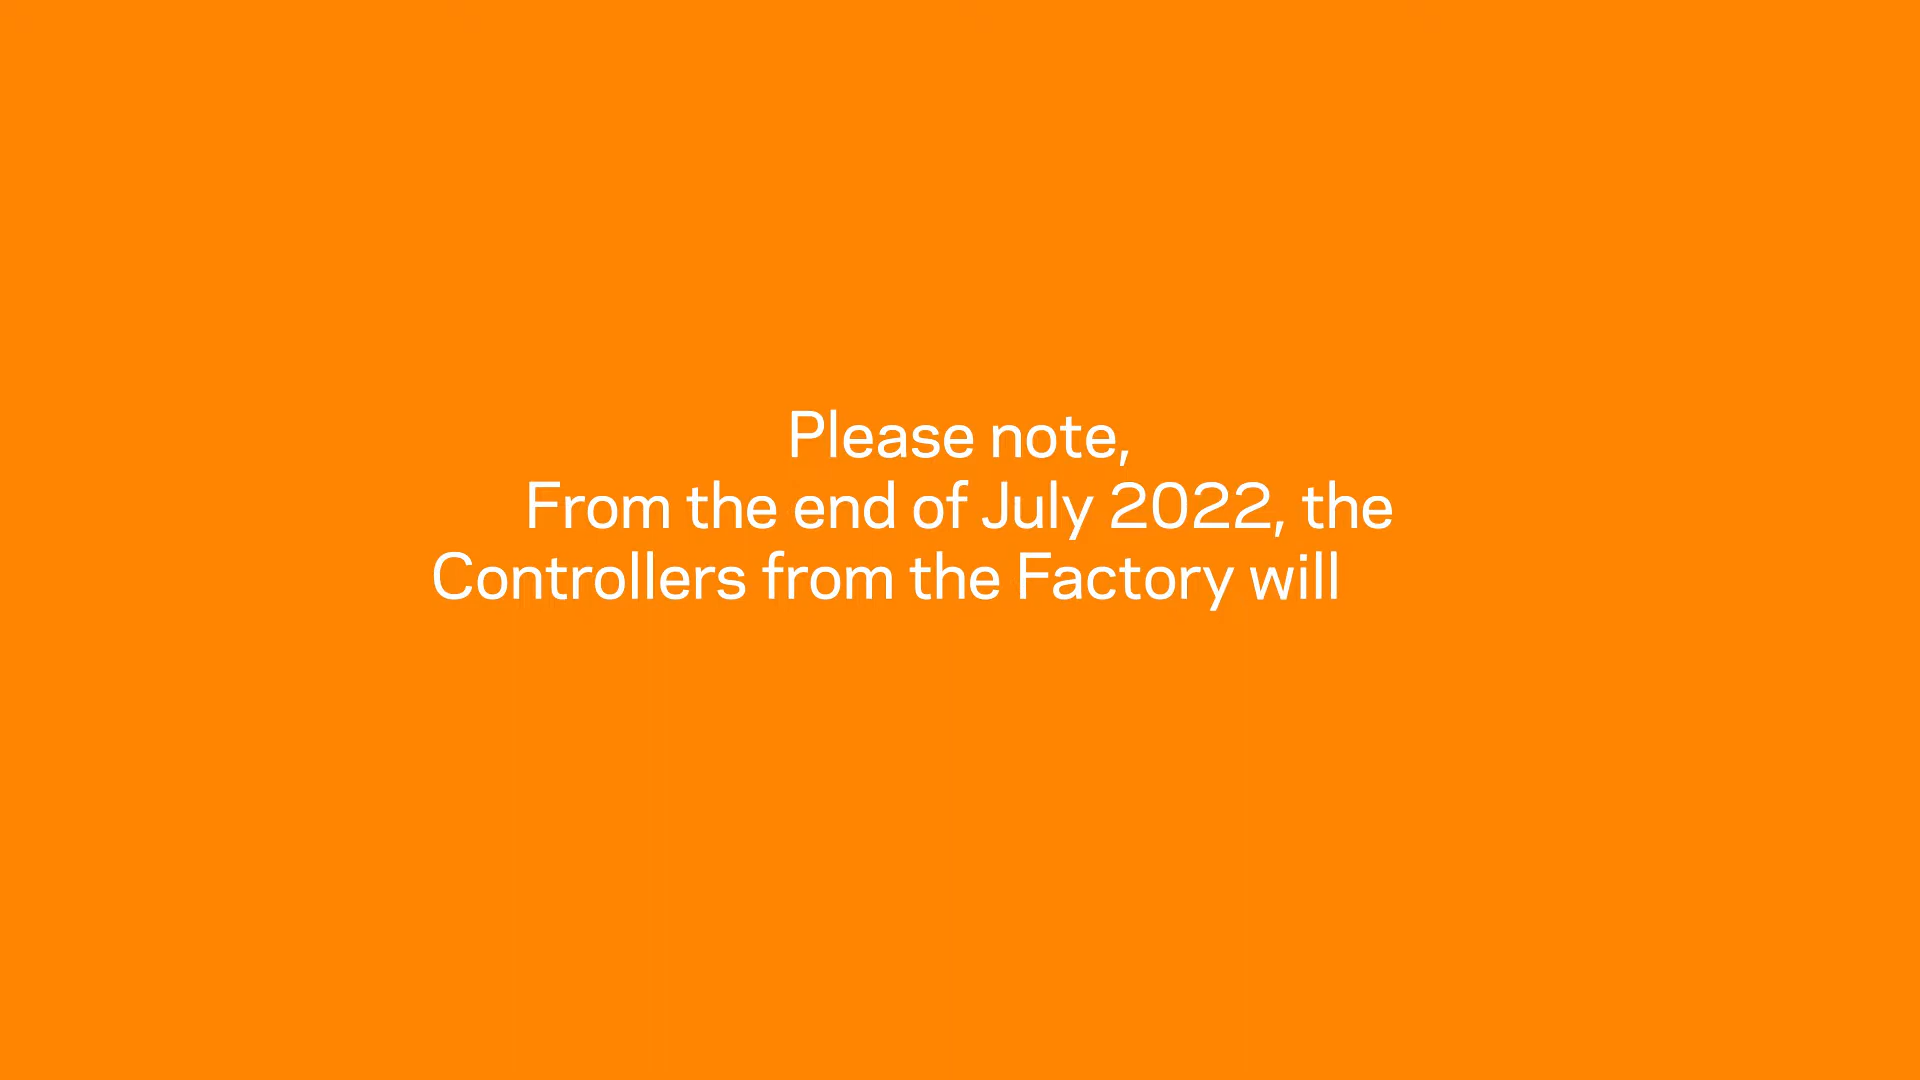 Please note,
From the end of July 2022, the
Controllers from the Factory will